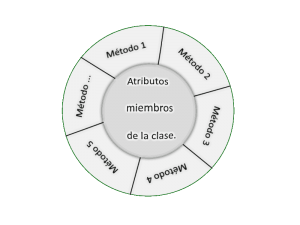 Método 1
Método 2
Método 3
Método 4
Método 5
Método ...
Atributos
miembros
de la clase.